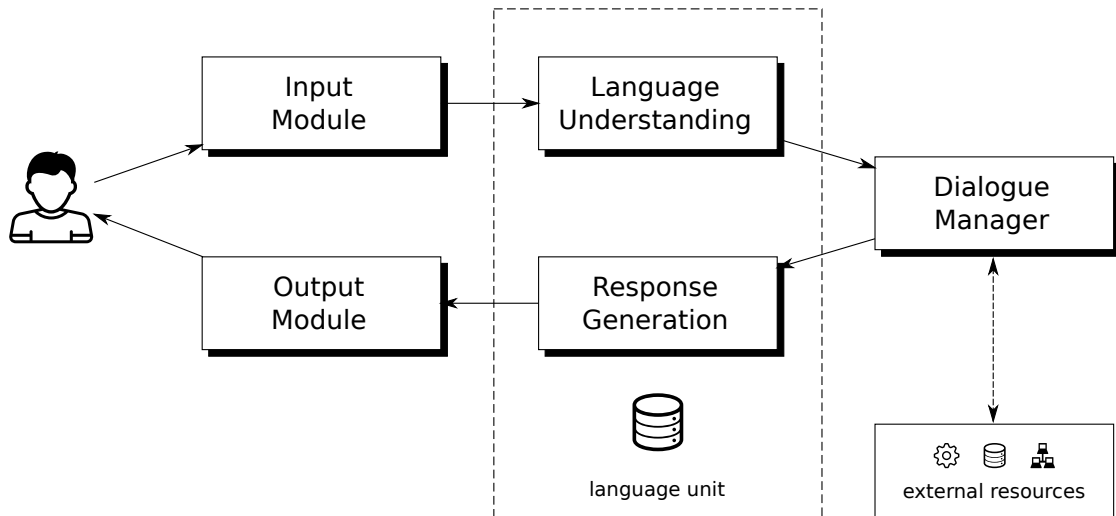 Input
Module
Language
Understanding
Dialogue
Manager
Output
Module
Response
Generation
language unit
external resources